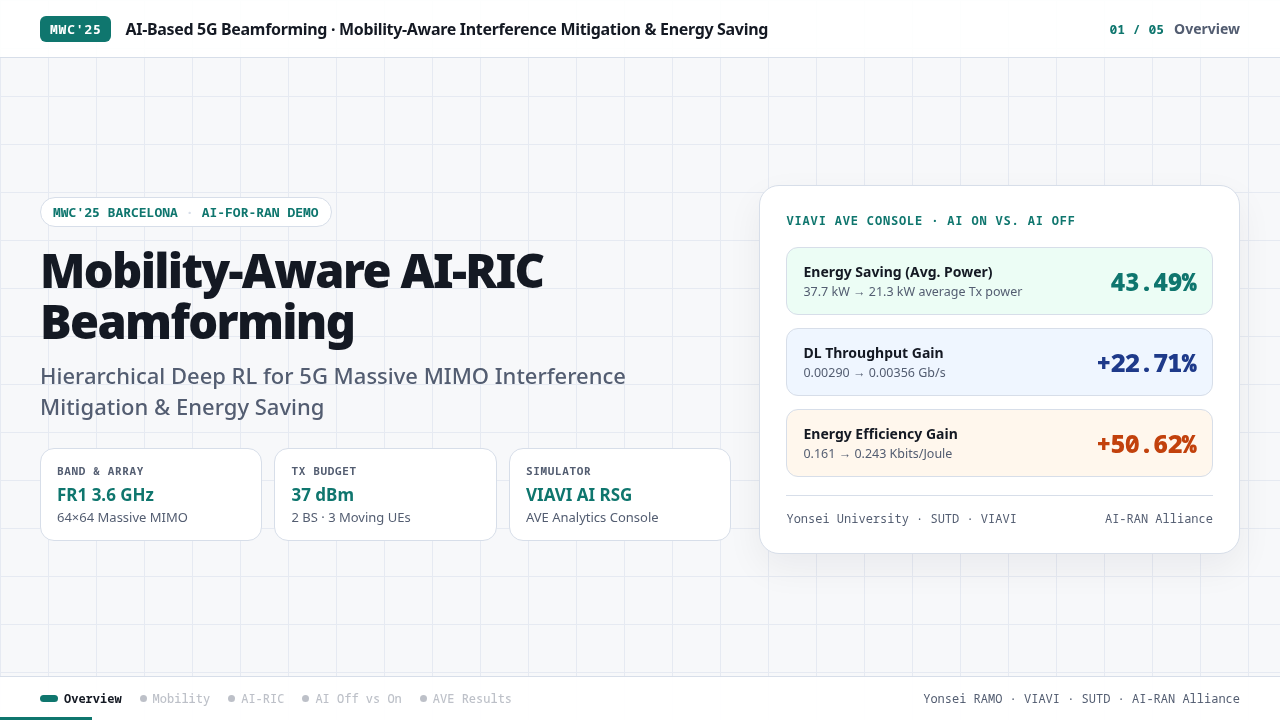 MWC'25
AI-Based 5G Beamforming · Mobility-Aware Interference Mitigation & Energy Saving
01 / 05 Overview
MWC'25 BARCELONA · AI-FOR-RAN DEMO
Mobility-Aware AI-RIC
Beamforming
Hierarchical Deep RL for 5G Massive MIMO Interference
Mitigation & Energy Saving
BAND & ARRAY
FR1 3.6 GHz
64×64 Massive MIMO
TX BUDGET
37 dBm
2 BS · 3 Moving UEs
SIMULATOR
VIAVI AI RSG
AVE Analytics Console
VIAVI AVE CONSOLE · AI ON VS. AI OFF
Energy Saving (Avg. Power)
37.7 kW → 21.3 kW average Tx power
43.49%
DL Throughput Gain
0.00290 → 0.00356 Gb/s
+22.71%
Energy Efficiency Gain
0.161 → 0.243 Kbits/Joule
+50.62%
Yonsei University · SUTD · VIAVI
AI-RAN Alliance
Overview
Mobility
AI-RIC
AI Off vs On
AVE Results
Yonsei RAMO · VIAVI · SUTD · AI-RAN Alliance